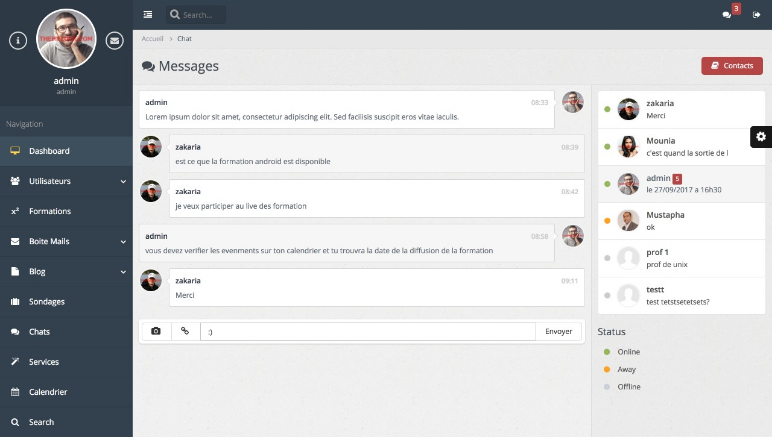 3
Search...
admin
admin
Accueil > Chat
Messages
Contacts
Navigation
Dashboard
Utilisateurs
x² Formations
Boite Mails
Blog
Sondages
Chats
Services
Calendrier
Search
admin 08:33
Lorem ipsum dolor sit amet, consectetur adipiscing elit. Sed facilisis suscipit eros vitae iaculis.
zakaria 08:39
est ce que la formation android est disponible
zakaria 08:42
je veux participer au live des formation
admin 08:58
vous devez verifier les evenments sur ton calendrier et tu trouvra la date de la diffusion de la formation
zakaria 09:11
Merci
:)
Envoyer
zakaria
Merci
Mounia
c'est quand la sortie de l
admin 5
le 27/09/2017 a 16h30
Mustapha
ok
prof 1
prof de unix
testt
test tetstsetetsets?
Status
Online
Away
Offline